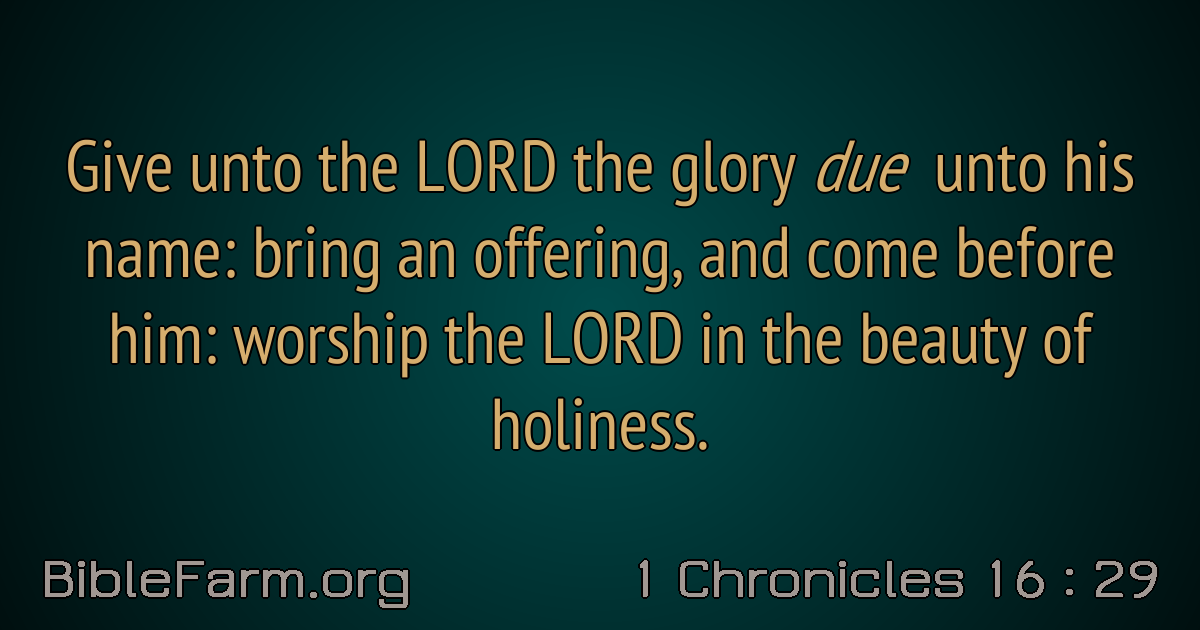 Give unto the LORD the glory due unto his
name: bring an offering, and come before
him: worship the LORD in the beauty of
holiness.
BibleFarm.org
1 Chronicles 16 : 29